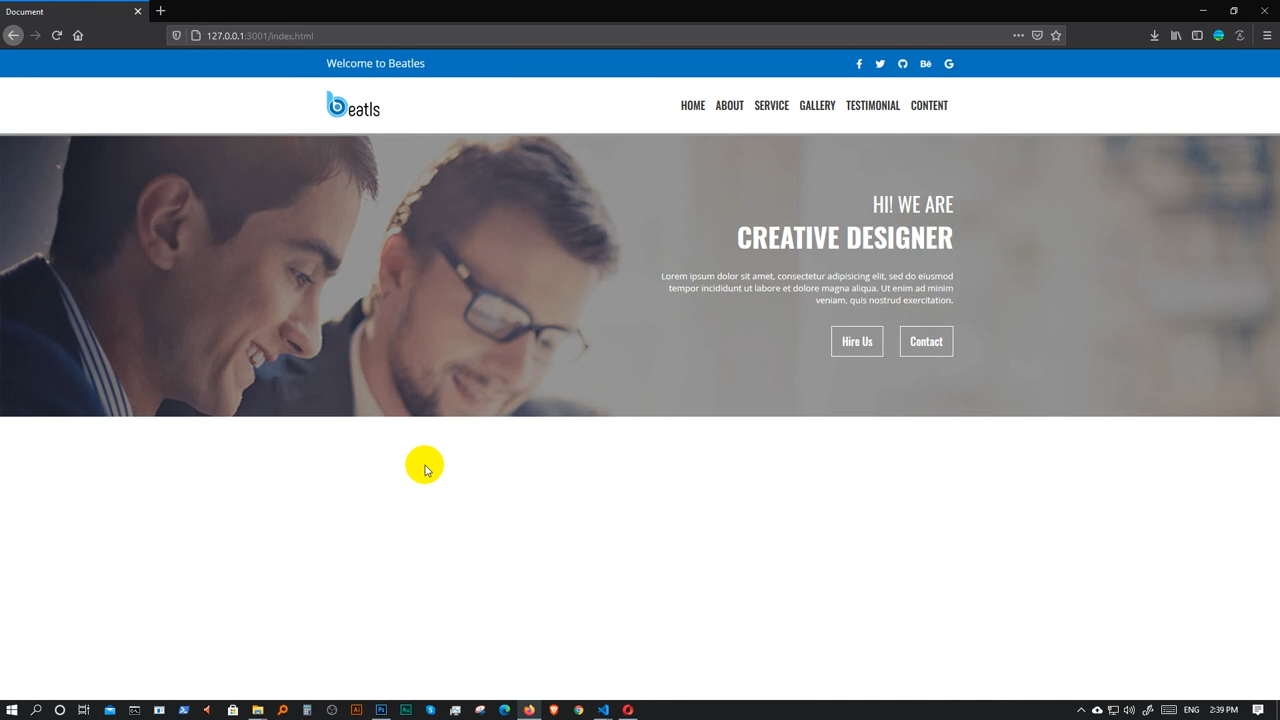 Document
127.0.0.1:3001/index.html
Welcome to Beatles
beatls
HOME ABOUT SERVICE GALLERY TESTIMONIAL CONTENT
HI! WE ARE
CREATIVE DESIGNER
Lorem ipsum dolor sit amet, consectetur adipisicing elit, sed do eiusmod
tempor incididunt ut labore et dolore magna aliqua. Ut enim ad minim
veniam, quis nostrud exercitation.
Hire Us Contact
ENG 2:39 PM